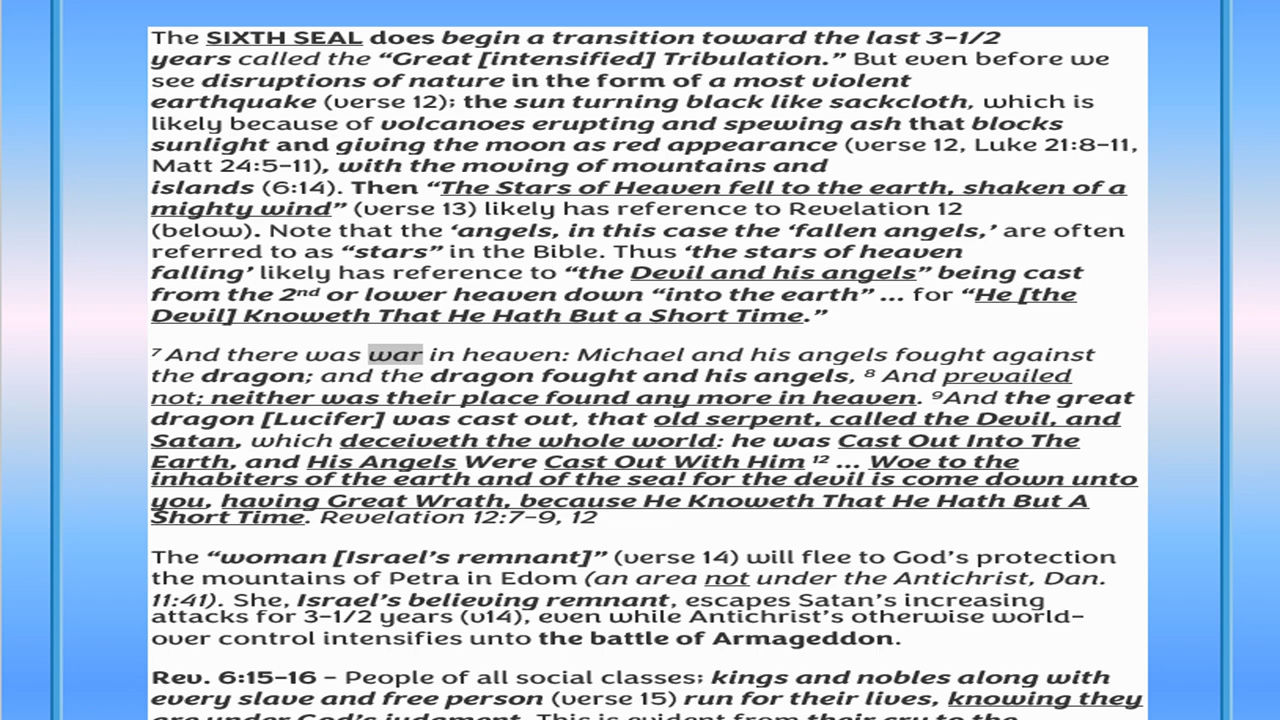 The SIXTH SEAL does begin a transition toward the last 3-1/2
years called the “Great [intensified] Tribulation.” But even before we
see disruptions of nature in the form of a most violent
earthquake (verse 12); the sun turning black like sackcloth, which is
likely because of volcanoes erupting and spewing ash that blocks
sunlight and giving the moon as red appearance (verse 12, Luke 21:8-11,
Matt 24:5-11), with the moving of mountains and
islands (6:14). Then “The Stars of Heaven fell to the earth, shaken of a
mighty wind” (verse 13) likely has reference to Revelation 12
(below). Note that the ‘angels, in this case the ‘fallen angels,’ are often
referred to as “stars” in the Bible. Thus ‘the stars of heaven
falling’ likely has reference to “the Devil and his angels” being cast
from the 2nd or lower heaven down “into the earth” ... for “He [the
Devil] Knoweth That He Hath But a Short Time.”
7 And there was war in heaven: Michael and his angels fought against
the dragon; and the dragon fought and his angels, 8 And prevailed
not; neither was their place found any more in heaven. 9And the great
dragon [Lucifer] was cast out, that old serpent, called the Devil, and
Satan, which deceiveth the whole world: he was Cast Out Into The
Earth, and His Angels Were Cast Out With Him 12 ... Woe to the
inhabiters of the earth and of the sea! for the devil is come down unto
you, having Great Wrath, because He Knoweth That He Hath But A
Short Time. Revelation 12:7-9, 12
The “woman [Israel’s remnant]” (verse 14) will flee to God’s protection
the mountains of Petra in Edom (an area not under the Antichrist, Dan.
11:41). She, Israel’s believing remnant, escapes Satan’s increasing
attacks for 3-1/2 years (v14), even while Antichrist’s otherwise world-
over control intensifies unto the battle of Armageddon.
Rev. 6:15-16 - People of all social classes; kings and nobles along with
every slave and free person (verse 15) run for their lives, knowing they
are under God’s judgment. This is evident from their cry to the